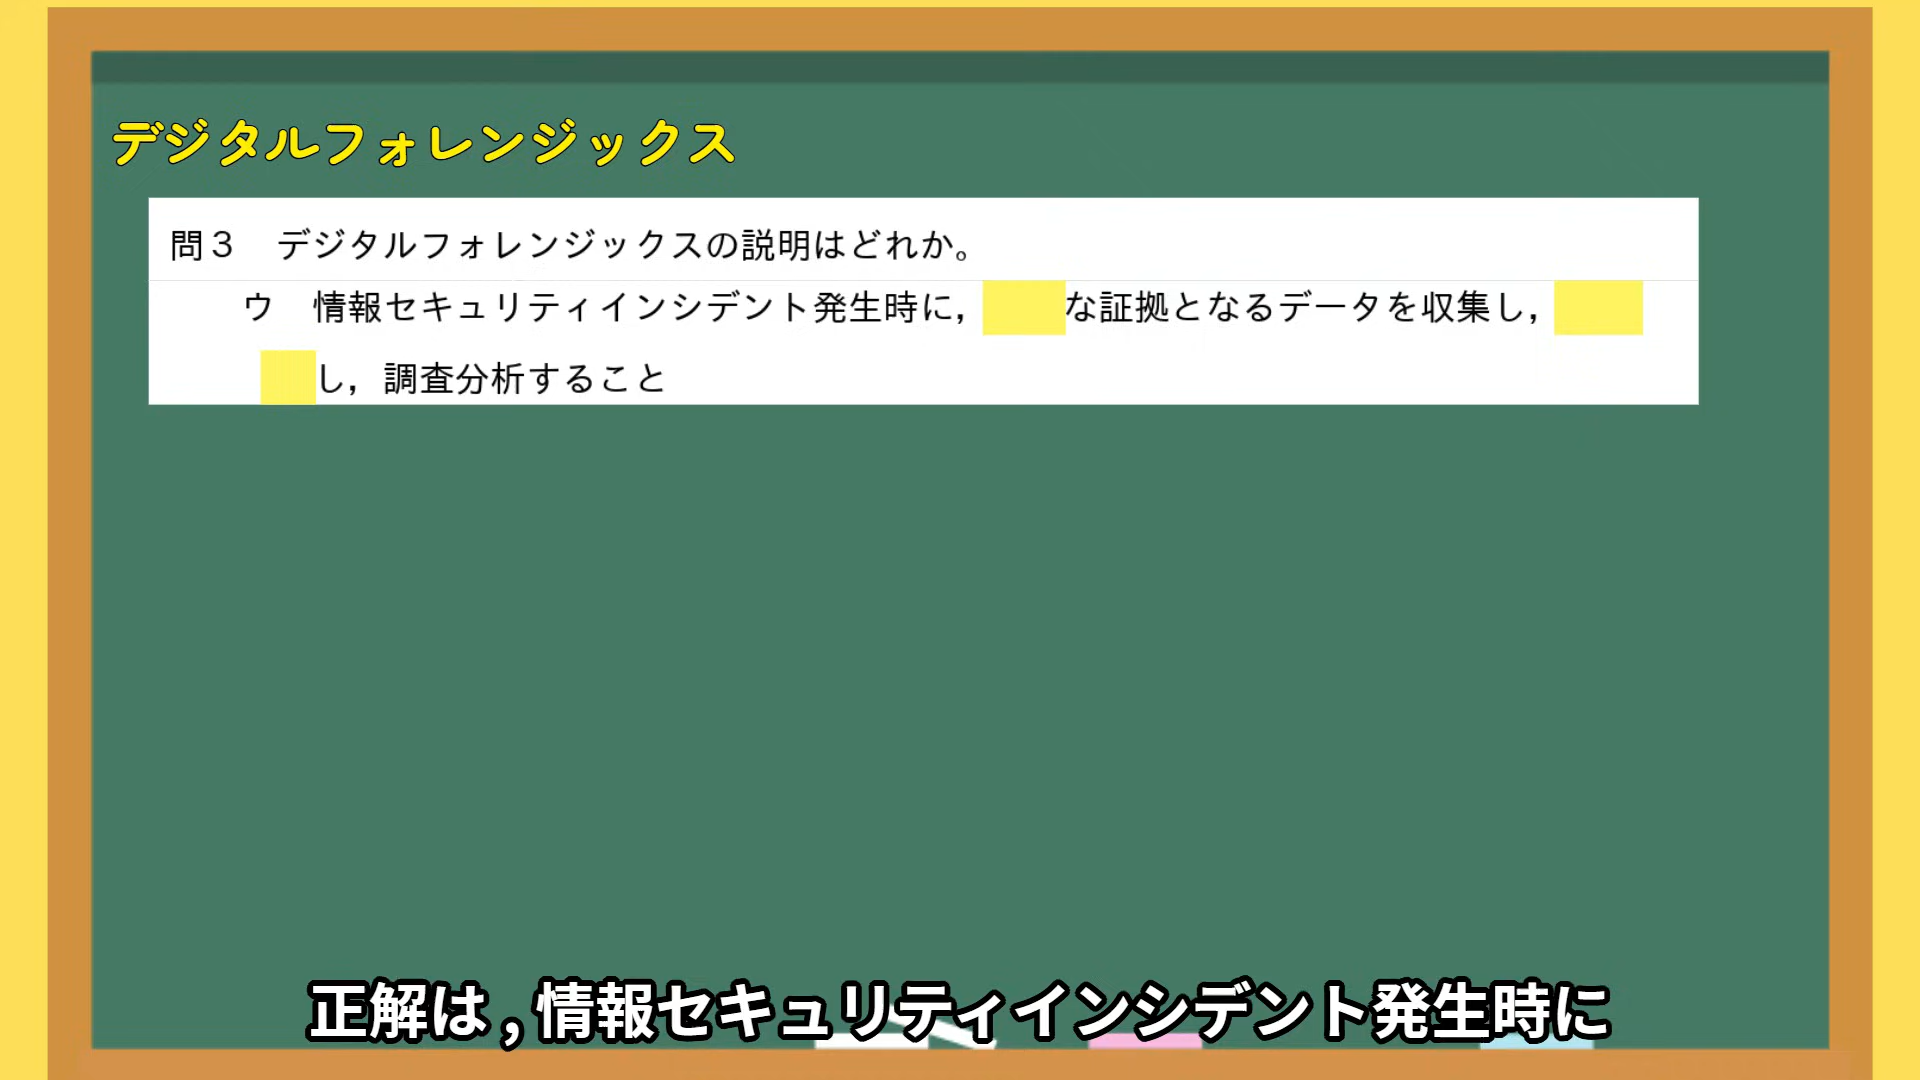 デジタルフォレンジックス
問３　デジタルフォレンジックスの説明はどれか。
ウ　情報セキュリティインシデント発生時に，な証拠となるデータを収集し，
し，調査分析すること
正解は，情報セキュリティインシデント発生時に